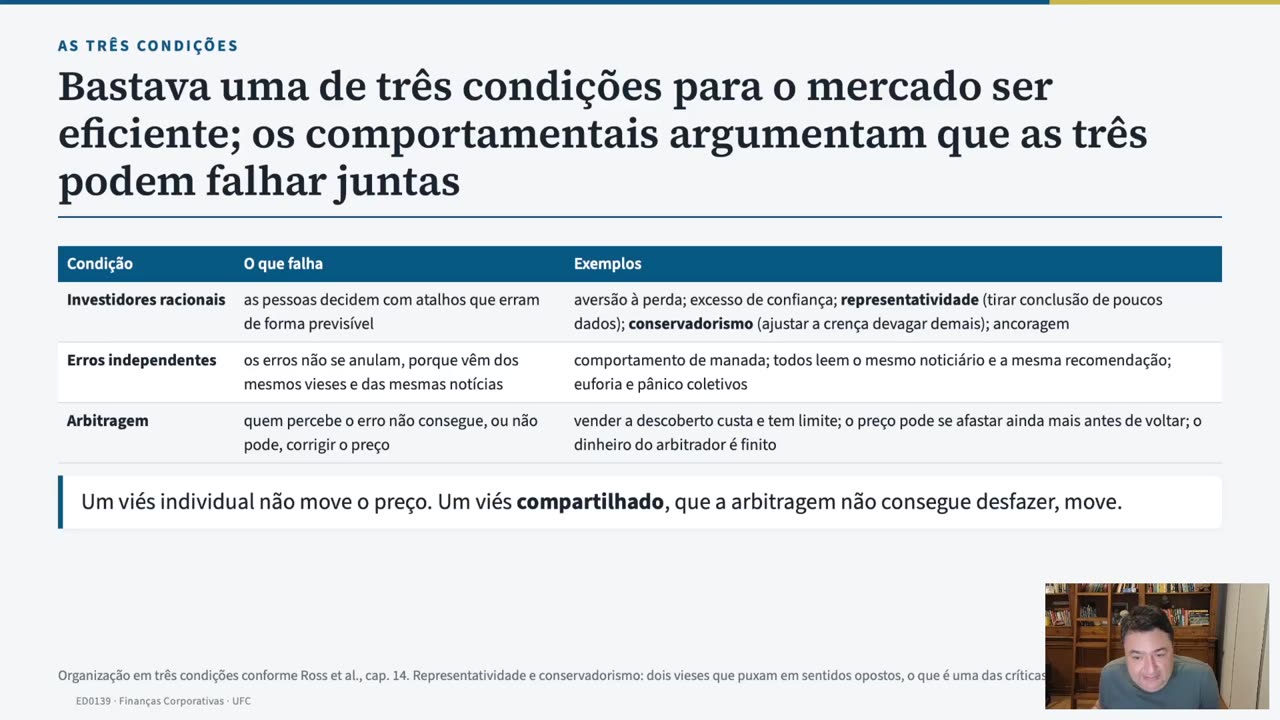 AS TRÊS CONDIÇÕES
Bastava uma de três condições para o mercado ser
eficiente; os comportamentais argumentam que as três
podem falhar juntas
Condição O que falha Exemplos
Investidores racionais as pessoas decidem com atalhos que erram de forma previsível aversão à perda; excesso de confiança; representatividade (tirar conclusão de poucos dados); conservadorismo (ajustar a crença devagar demais); ancoragem
Erros independentes os erros não se anulam, porque vêm dos mesmos vieses e das mesmas notícias comportamento de manada; todos leem o mesmo noticiário e a mesma recomendação; euforia e pânico coletivos
Arbitragem quem percebe o erro não consegue, ou não pode, corrigir o preço vender a descoberto custa e tem limite; o preço pode se afastar ainda mais antes de voltar; o dinheiro do arbitrador é finito
Um viés individual não move o preço. Um viés compartilhado, que a arbitragem não consegue desfazer, move.
Organização em três condições conforme Ross et al., cap. 14. Representatividade e conservadorismo: dois vieses que puxam em sentidos opostos, o que é uma das críticas
ED0139 · Finanças Corporativas · UFC